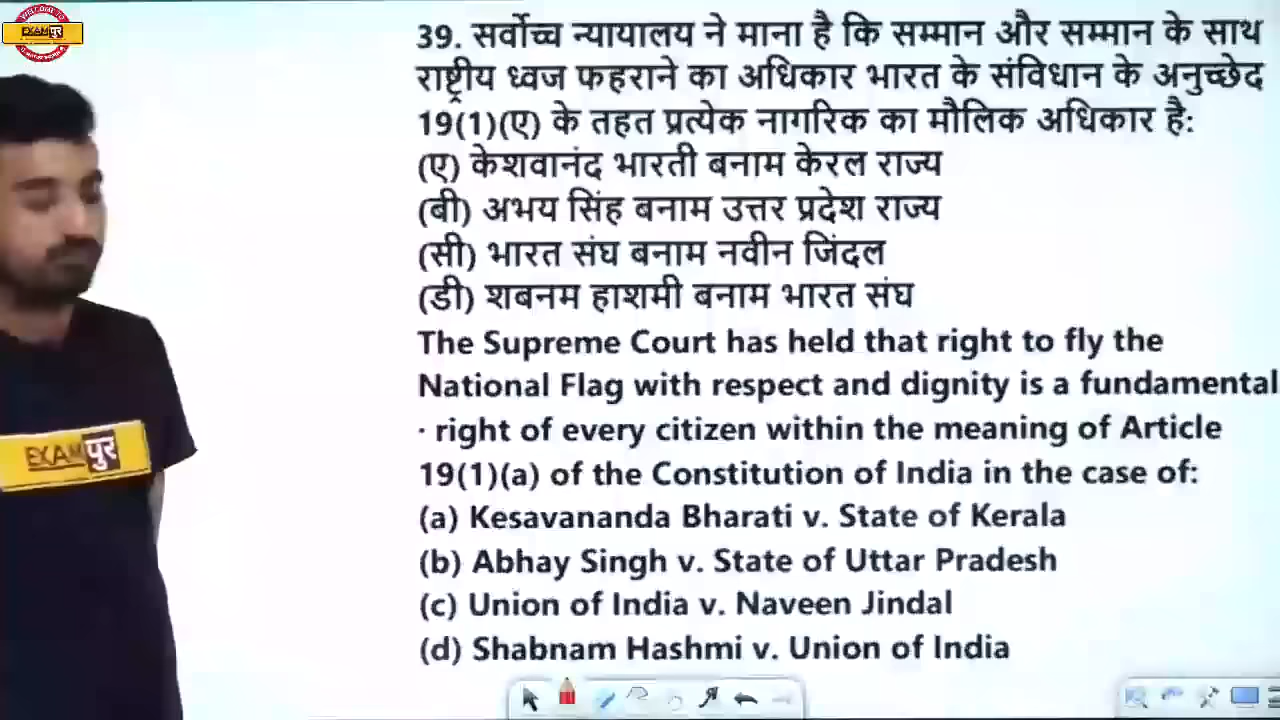 WELCOME TO
EXAMपुर
39. सर्वोच्च न्यायालय ने माना है कि सम्मान और सम्मान के साथ
राष्ट्रीय ध्वज फहराने का अधिकार भारत के संविधान के अनुच्छेद
19(1)(ए) के तहत प्रत्येक नागरिक का मौलिक अधिकार है:
(ए) केशवानंद भारती बनाम केरल राज्य
(बी) अभय सिंह बनाम उत्तर प्रदेश राज्य
(सी) भारत संघ बनाम नवीन जिंदल
(डी) शबनम हाशमी बनाम भारत संघ
The Supreme Court has held that right to fly the
National Flag with respect and dignity is a fundamental
· right of every citizen within the meaning of Article
19(1)(a) of the Constitution of India in the case of:
(a) Kesavananda Bharati v. State of Kerala
(b) Abhay Singh v. State of Uttar Pradesh
(c) Union of India v. Naveen Jindal
(d) Shabnam Hashmi v. Union of India
EXAMपुर